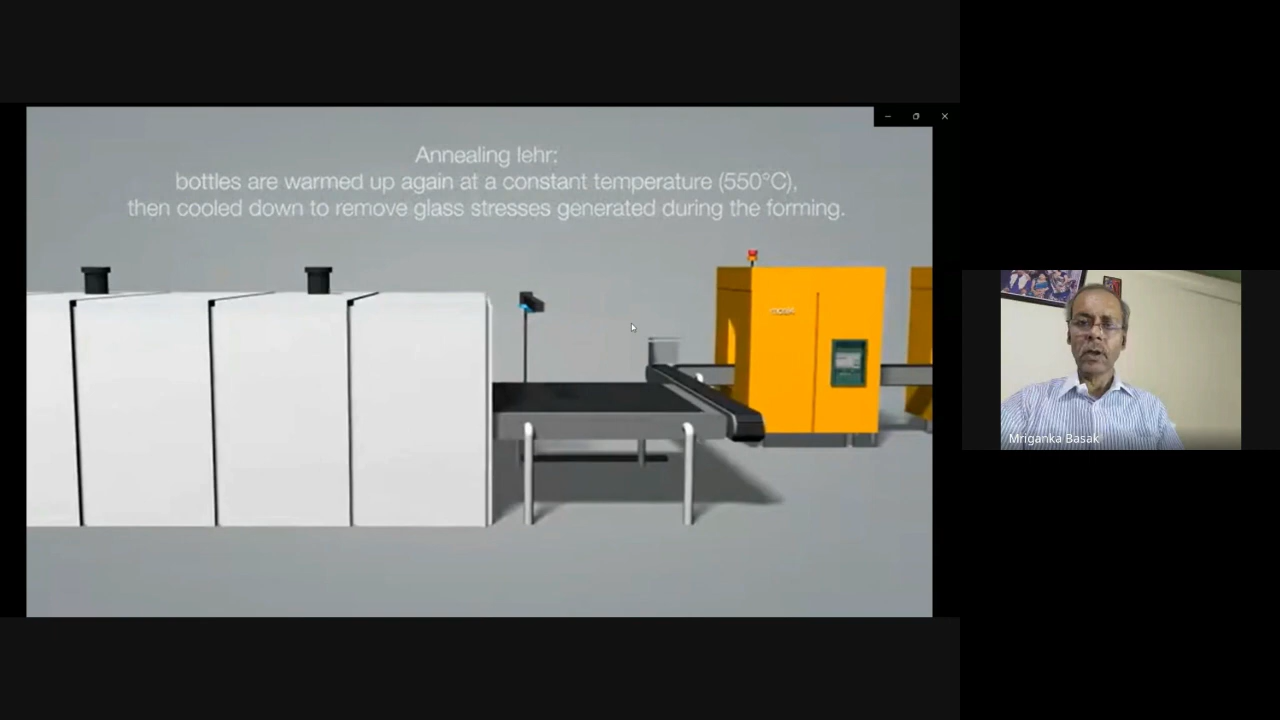 Annealing lehr:
bottles are warmed up again at a constant temperature (550°C),
then cooled down to remove glass stresses generated during the forming.
Mriganka Basak